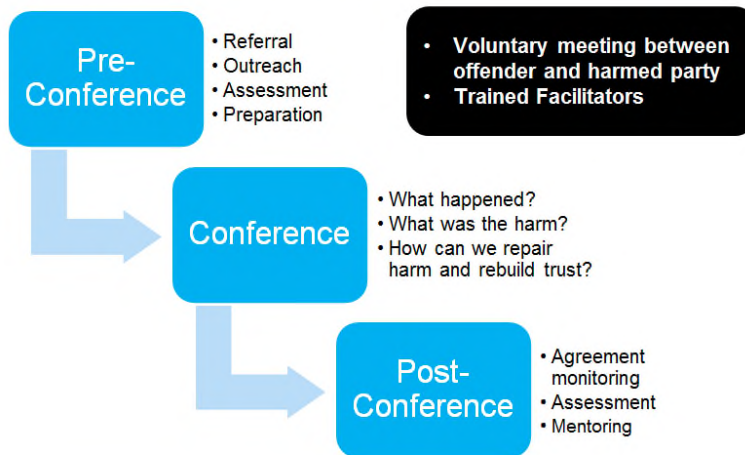 Pre-
Conference
• Referral
• Outreach
• Assessment
• Preparation
• Voluntary meeting between
offender and harmed party
• Trained Facilitators
Conference
• What happened?
• What was the harm?
• How can we repair
harm and rebuild trust?
Post-
Conference
• Agreement
monitoring
• Assessment
• Mentoring